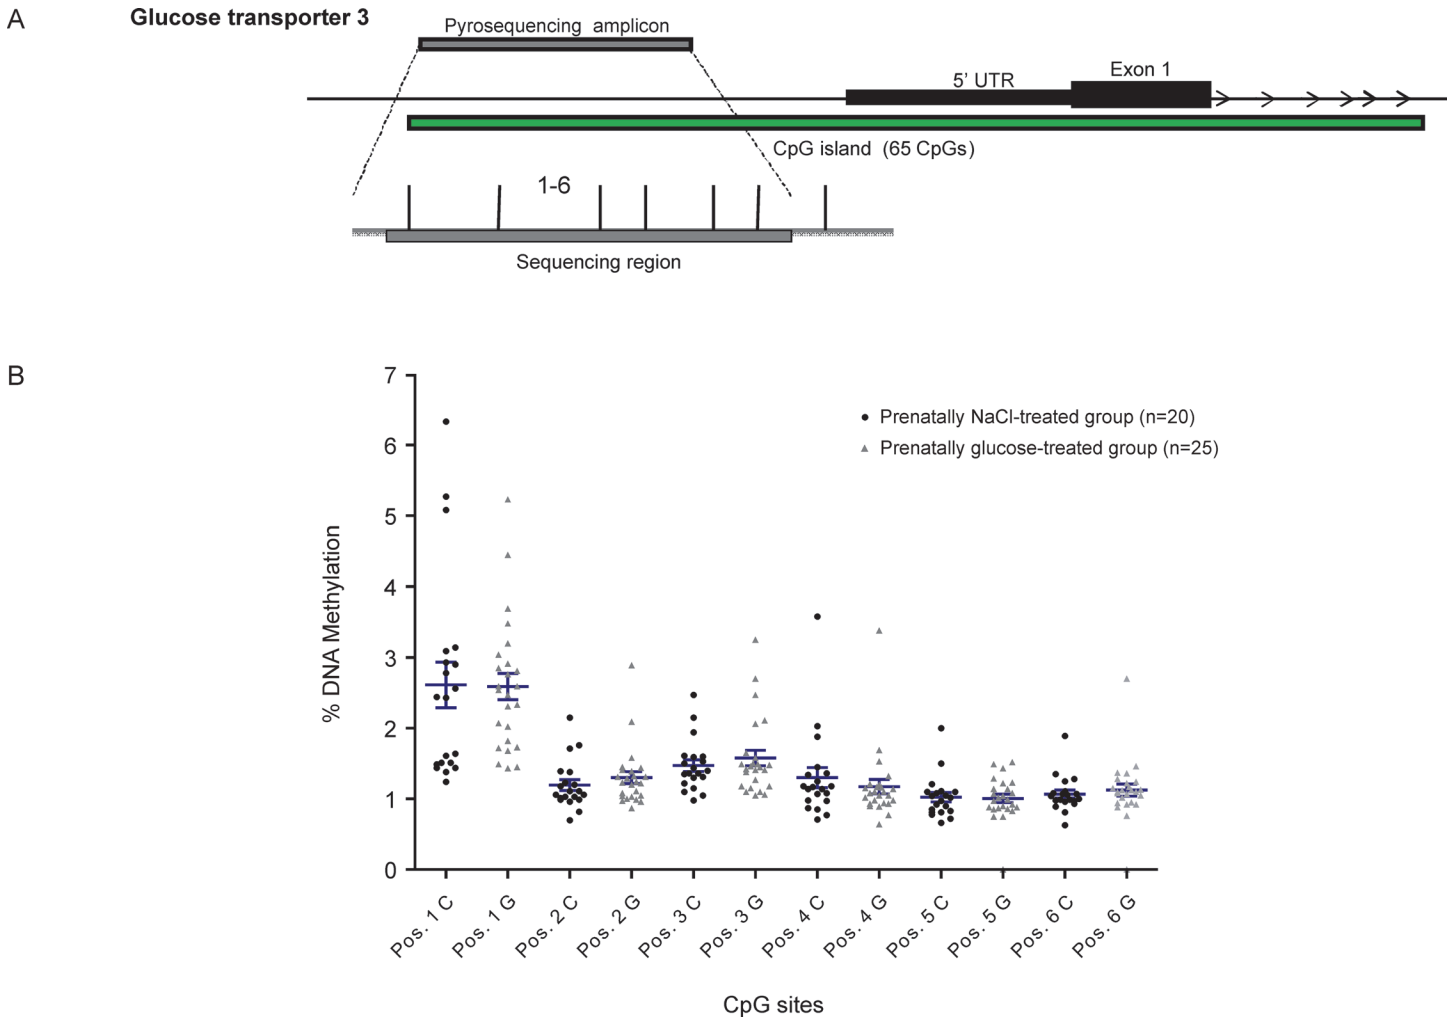 A
Glucose transporter 3
Pyrosequencing amplicon
5' UTR
Exon 1
CpG island (65 CpGs)
1-6
Sequencing region
B
7
6
5
4
3
2
1
0
% DNA Methylation
Prenatally NaCl-treated group (n=20)
Prenatally glucose-treated group (n=25)
Pos. 1 C
Pos. 1 G
Pos. 2 C
Pos. 2 G
Pos. 3 C
Pos. 3 G
Pos. 4 C
Pos. 4 G
Pos. 5 C
Pos. 5 G
Pos. 6 C
Pos. 6 G
CpG sites